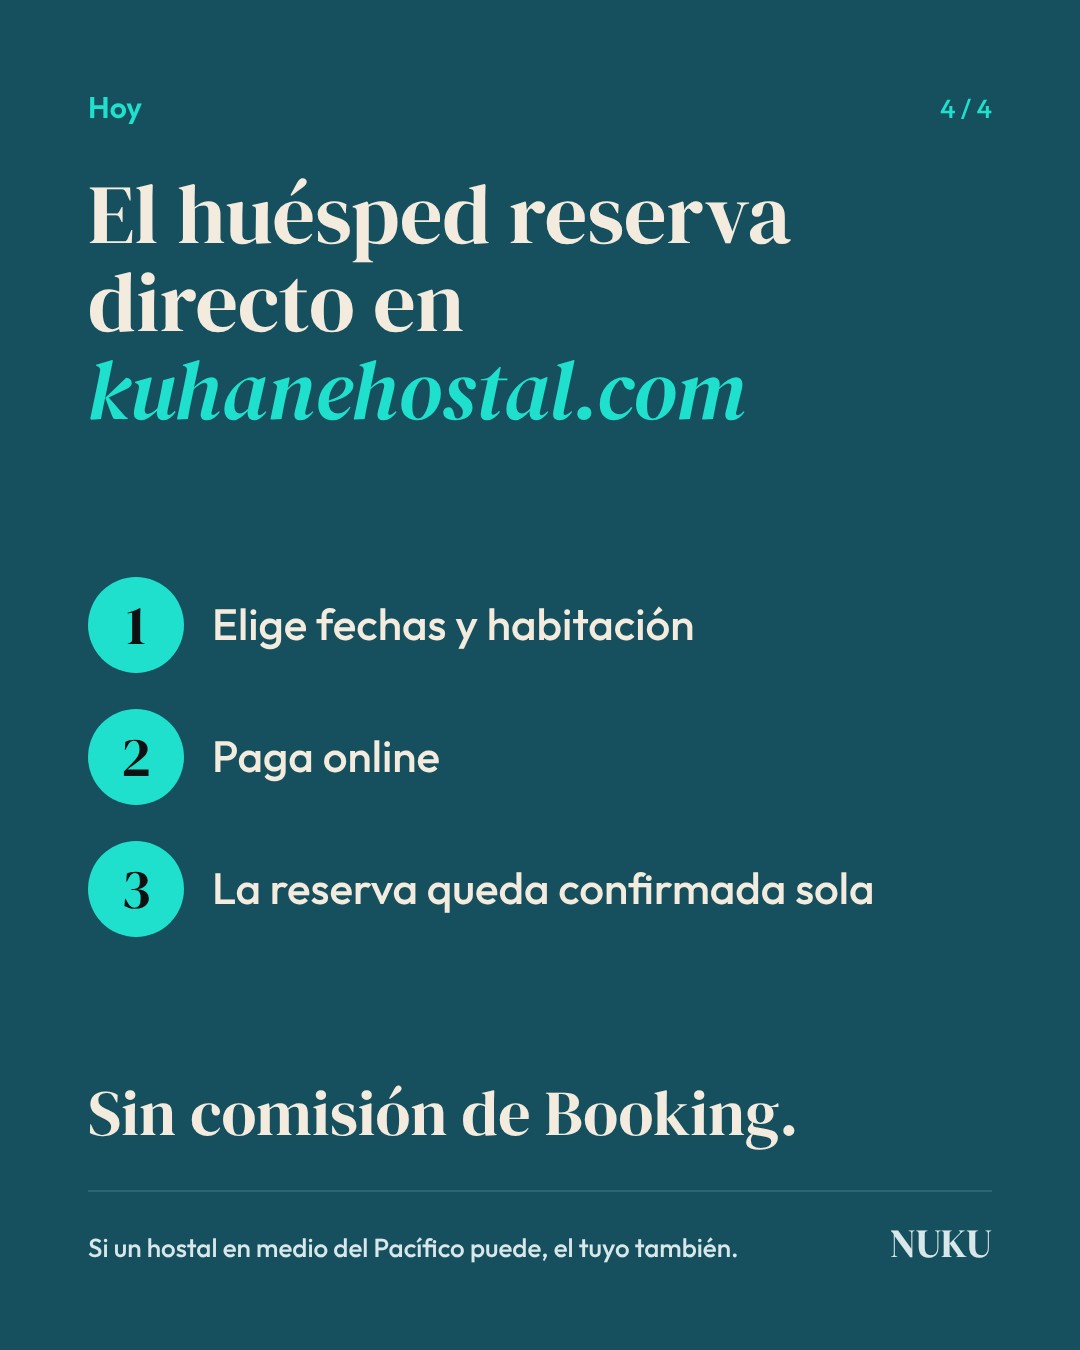 Hoy
4 / 4
El huésped reserva
directo en
kuhanehostal.com
1 Elige fechas y habitación
2 Paga online
3 La reserva queda confirmada sola
Sin comisión de Booking.
Si un hostal en medio del Pacífico puede, el tuyo también.
NUKU